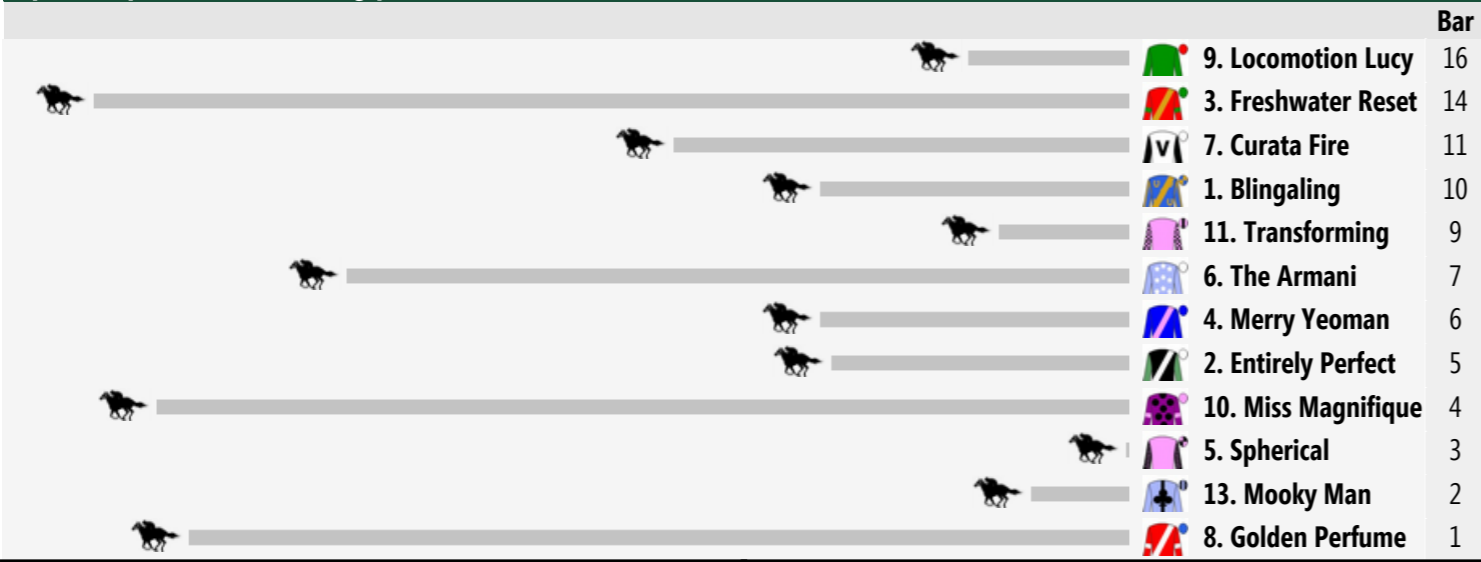 Bar
9. Locomotion Lucy 16
3. Freshwater Reset 14
V 7. Curata Fire 11
1. Blingaling 10
11. Transforming 9
6. The Armani 7
4. Merry Yeoman 6
2. Entirely Perfect 5
10. Miss Magnifique 4
5. Spherical 3
13. Mooky Man 2
8. Golden Perfume 1